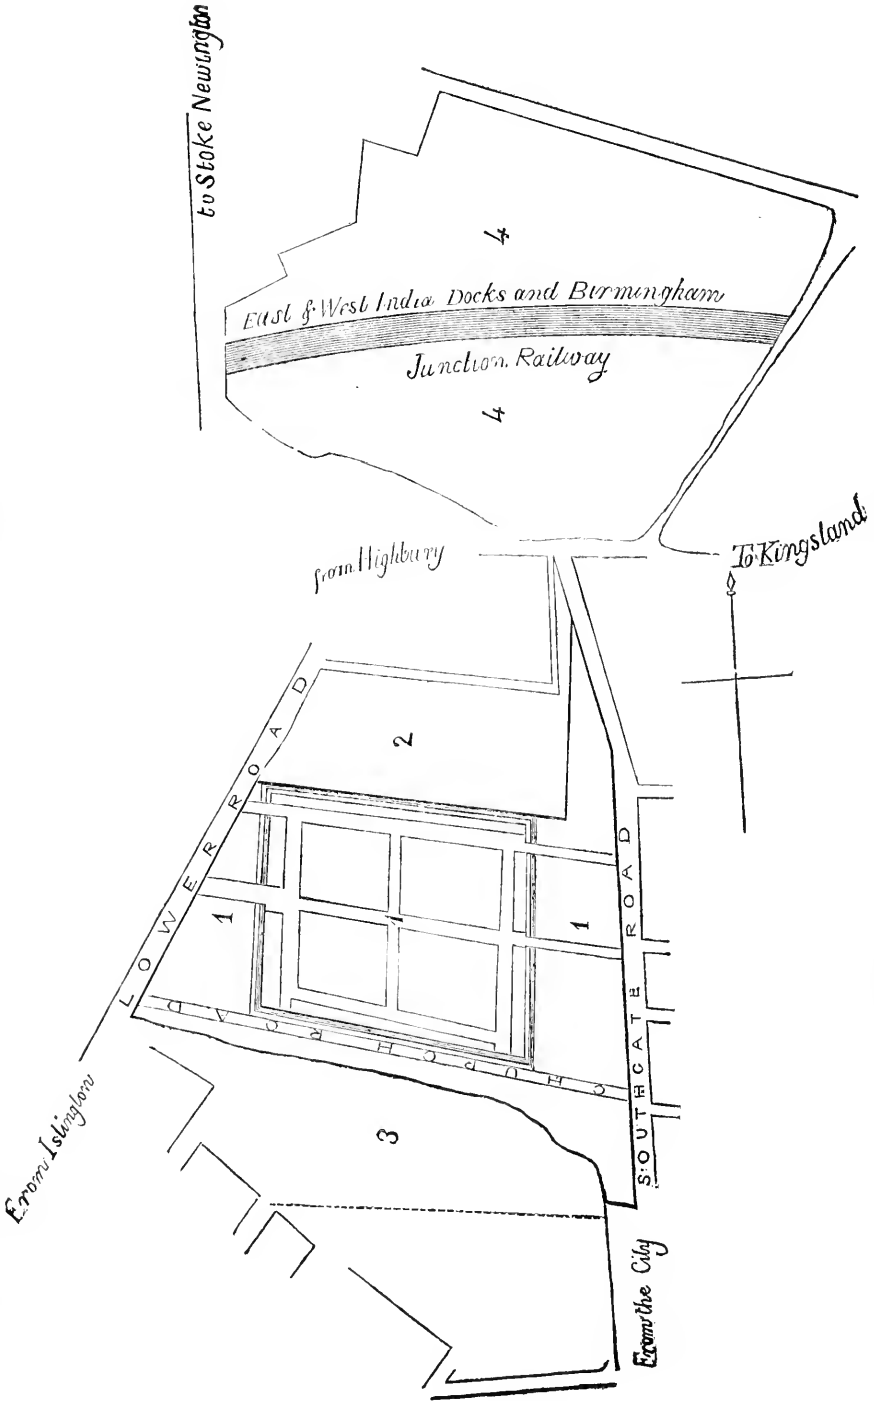 to Stoke Newington
4
East & West India Docks and Birmingham
Junction Railway
4
from Highbury
To Kingsland
2
LOWER ROAD
1
1
1
SOUTHGATE ROAD
CHURCH ROAD
3
From Islington
From the City